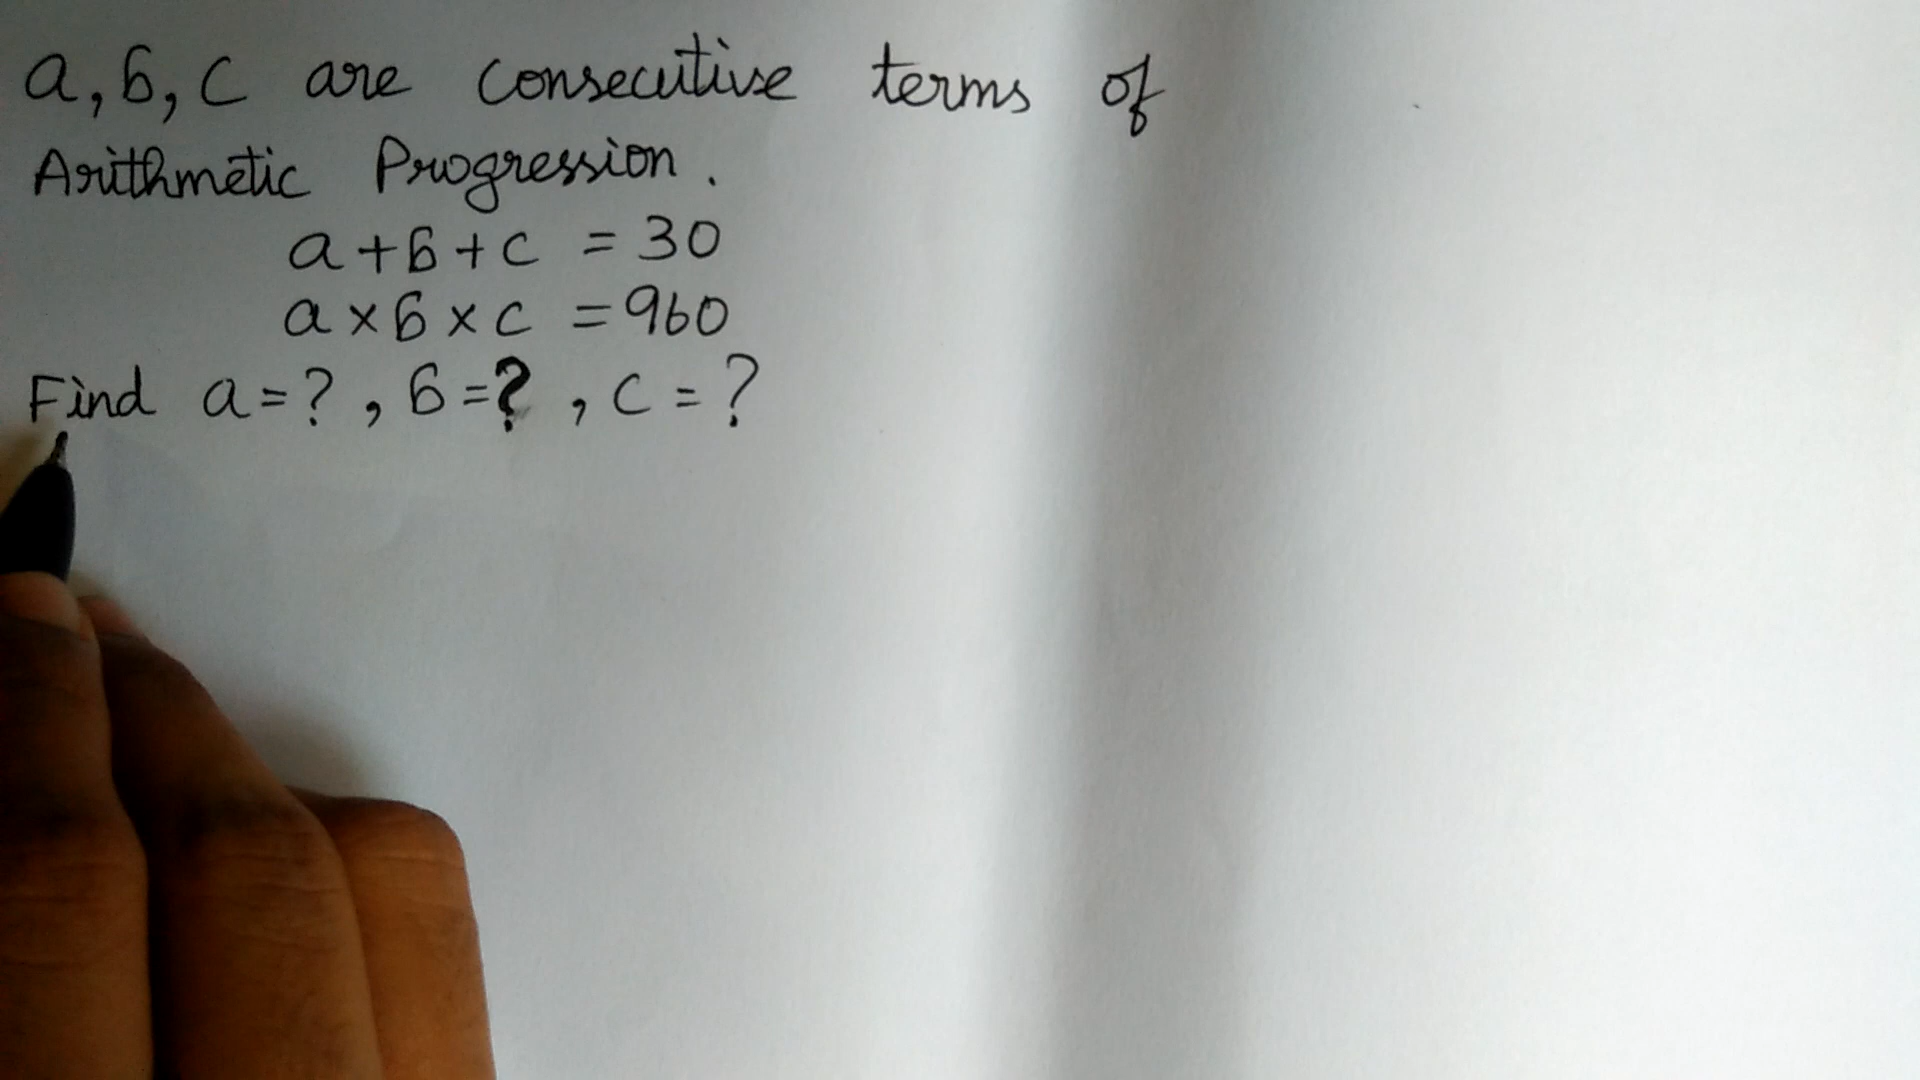 a, b, c are consecutive terms of
Arithmetic Progression.
a + b + c = 30
a × b × c = 960
Find a = ?, b = ?, c = ?